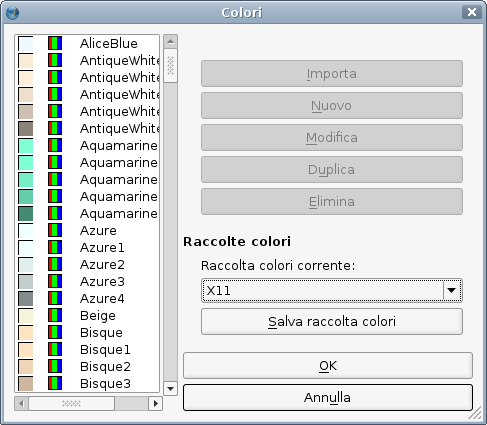 Colori
AliceBlue
AntiqueWhite
AntiqueWhite
AntiqueWhite
AntiqueWhite
AntiqueWhite
Aquamarine
Aquamarine
Aquamarine
Aquamarine
Aquamarine
Azure
Azure1
Azure2
Azure3
Azure4
Beige
Bisque
Bisque1
Bisque2
Bisque3
Importa
Nuovo
Modifica
Duplica
Elimina
Raccolte colori
Raccolta colori corrente:
X11
Salva raccolta colori
OK
Annulla